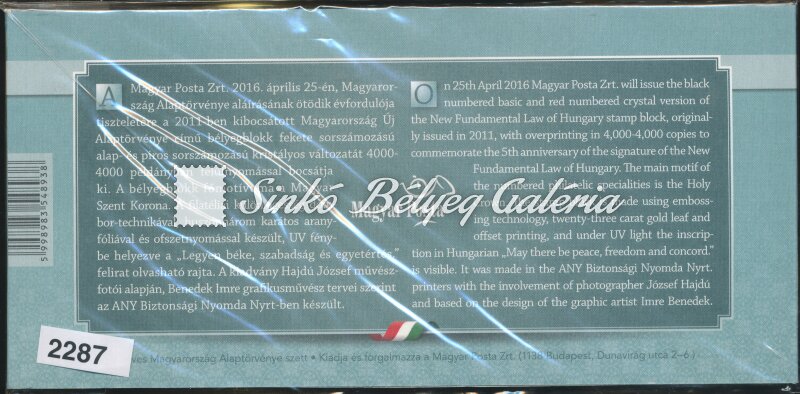 A Magyar Posta Zrt. 2016. április 25-én, Magyaror-
szág Alaptörvénye aláírásának ötödik évfordulója
tiszteletére a 2011-ben kibocsátott Magyarország Új
Alaptörvénye című bélyegblokk fekete sorszámozású
alap- és piros sorszámozású kristályos változatát 4000-
4000 példányban felülnyomással bocsátja
ki. A bélyegblokk a Magyar
Szent Korona. A
bor-technikával, három karátos arany-
fóliával és ofszetnyomással készült, UV fény-
be helyezve a „Legyen béke, szabadság és egyetértés.”
felirat olvasható rajta. A kiadvány Hajdú József művész-
fotói alapján, Benedek Imre grafikusművész tervei szerint
az ANY Biztonsági Nyomda Nyrt-ben készült.
On 25th April 2016 Magyar Posta Zrt. will issue the black
numbered basic and red numbered crystal version of
the New Fundamental Law of Hungary stamp block, original-
ly issued in 2011, with overprinting in 4,000-4,000 copies to
commemorate the 5th anniversary of the signature of the New
Fundamental Law of Hungary. The main motif of
the numbered philatelic specialities is the Holy
made using emboss-
ing technology, twenty-three carat gold leaf and
offset printing, and under UV light the inscrip-
tion in Hungarian „May there be peace, freedom and concord.”
is visible. It was made in the ANY Biztonsági Nyomda Nyrt.
printers with the involvement of photographer József Hajdú
and based on the design of the graphic artist Imre Benedek.
Magyar Posta
Sinkó Bélyeg Galéria
5998983548938
2287
éves Magyarország Alaptörvénye szett • Kiadja és forgalmazza a Magyar Posta Zrt. (1138 Budapest, Dunavirág utca 2–6.)